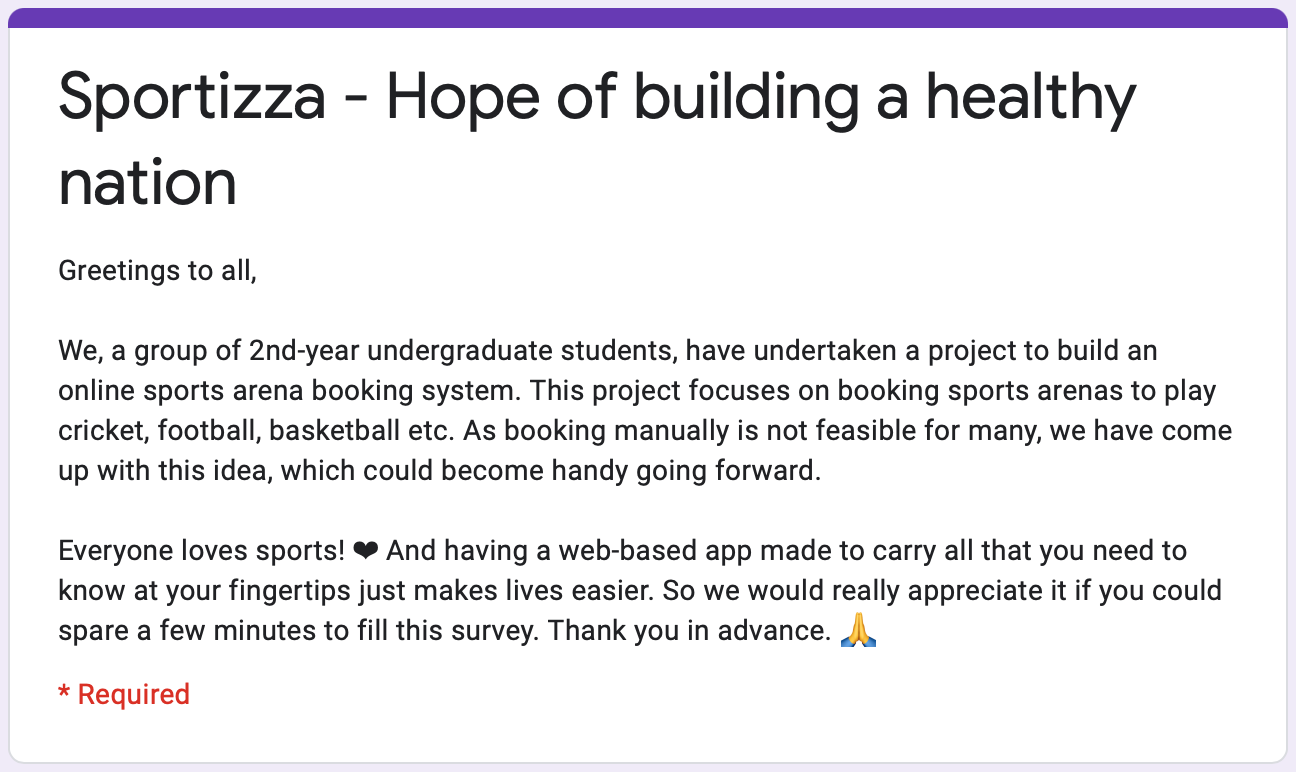 Sportizza - Hope of building a healthy
nation
Greetings to all,
We, a group of 2nd-year undergraduate students, have undertaken a project to build an
online sports arena booking system. This project focuses on booking sports arenas to play
cricket, football, basketball etc. As booking manually is not feasible for many, we have come
up with this idea, which could become handy going forward.
Everyone loves sports! ❤ And having a web-based app made to carry all that you need to
know at your fingertips just makes lives easier. So we would really appreciate it if you could
spare a few minutes to fill this survey. Thank you in advance. 🙏
* Required